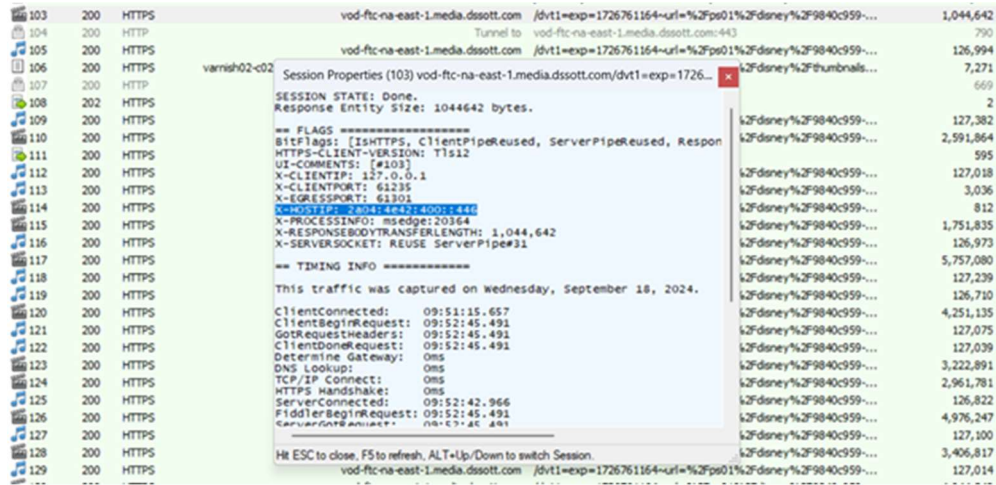 103 200 HTTPS vod-ftc-na-east-1.media.dssott.com /dvt1=exp=1726761164~url=%2Fps01%2Fdisney%2F9840c959-... 1,044,642
104 200 HTTP Tunnel to vod-ftc-na-east-1.media.dssott.com:443 790
105 200 HTTPS vod-ftc-na-east-1.media.dssott.com /dvt1=exp=1726761164~url=%2Fps01%2Fdisney%2F9840c959-... 126,994
106 200 HTTPS varnish02-c02 %2Fdisney%2Fthumbnails... 7,271
107 200 HTTP 669
108 202 HTTPS 2
109 200 HTTPS %2Fdisney%2F9840c959-... 127,382
110 200 HTTPS %2Fdisney%2F9840c959-... 2,591,864
111 200 HTTPS 595
112 200 HTTPS %2Fdisney%2F9840c959-... 127,018
113 200 HTTPS %2Fdisney%2F9840c959-... 3,036
114 200 HTTPS %2Fdisney%2F9840c959-... 812
115 200 HTTPS %2Fdisney%2F9840c959-... 1,751,835
116 200 HTTPS %2Fdisney%2F9840c959-... 126,973
117 200 HTTPS %2Fdisney%2F9840c959-... 5,757,080
118 200 HTTPS %2Fdisney%2F9840c959-... 127,239
119 200 HTTPS %2Fdisney%2F9840c959-... 126,710
120 200 HTTPS %2Fdisney%2F9840c959-... 4,251,135
121 200 HTTPS %2Fdisney%2F9840c959-... 127,075
122 200 HTTPS %2Fdisney%2F9840c959-... 127,039
123 200 HTTPS %2Fdisney%2F9840c959-... 3,222,891
124 200 HTTPS %2Fdisney%2F9840c959-... 2,961,781
125 200 HTTPS %2Fdisney%2F9840c959-... 126,822
126 200 HTTPS %2Fdisney%2F9840c959-... 4,976,247
127 200 HTTPS %2Fdisney%2F9840c959-... 127,100
128 200 HTTPS %2Fdisney%2F9840c959-... 3,406,817
129 200 HTTPS vod-ftc-na-east-1.media.dssott.com /dvt1=exp=1726761164~url=%2Fps01%2Fdisney%2F9840c959-... 127,014
Session Properties (103) vod-ftc-na-east-1.media.dssott.com/dvt1=exp=1726...
SESSION STATE: Done.
Response Entity Size: 1044642 bytes.
== FLAGS ==================
BitFlags: [IsHTTPS, ClientPipeReused, ServerPipeReused, Respon
HTTPS-CLIENT-VERSION: Tls12
UI-COMMENTS: [#103]
X-CLIENTIP: 127.0.0.1
X-CLIENTPORT: 61235
X-EGRESSPORT: 61301
X-HOSTIP: 2a04:4e42:400::446
X-PROCESSINFO: msedge:20364
X-RESPONSEBODYTRANSFERLENGTH: 1,044,642
X-SERVERSOCKET: REUSE ServerPipe#31
== TIMING INFO ============
This traffic was captured on Wednesday, September 18, 2024.
ClientConnected: 09:51:15.657
ClientBeginRequest: 09:52:45.491
GotRequestHeaders: 09:52:45.491
ClientDoneRequest: 09:52:45.491
Determine Gateway: 0ms
DNS Lookup: 0ms
TCP/IP Connect: 0ms
HTTPS Handshake: 0ms
ServerConnected: 09:52:42.966
FiddlerBeginRequest: 09:52:45.491
ServerGotRequest: 09:52:45.491
Hit ESC to close, F5 to refresh, ALT+Up/Down to switch Session.